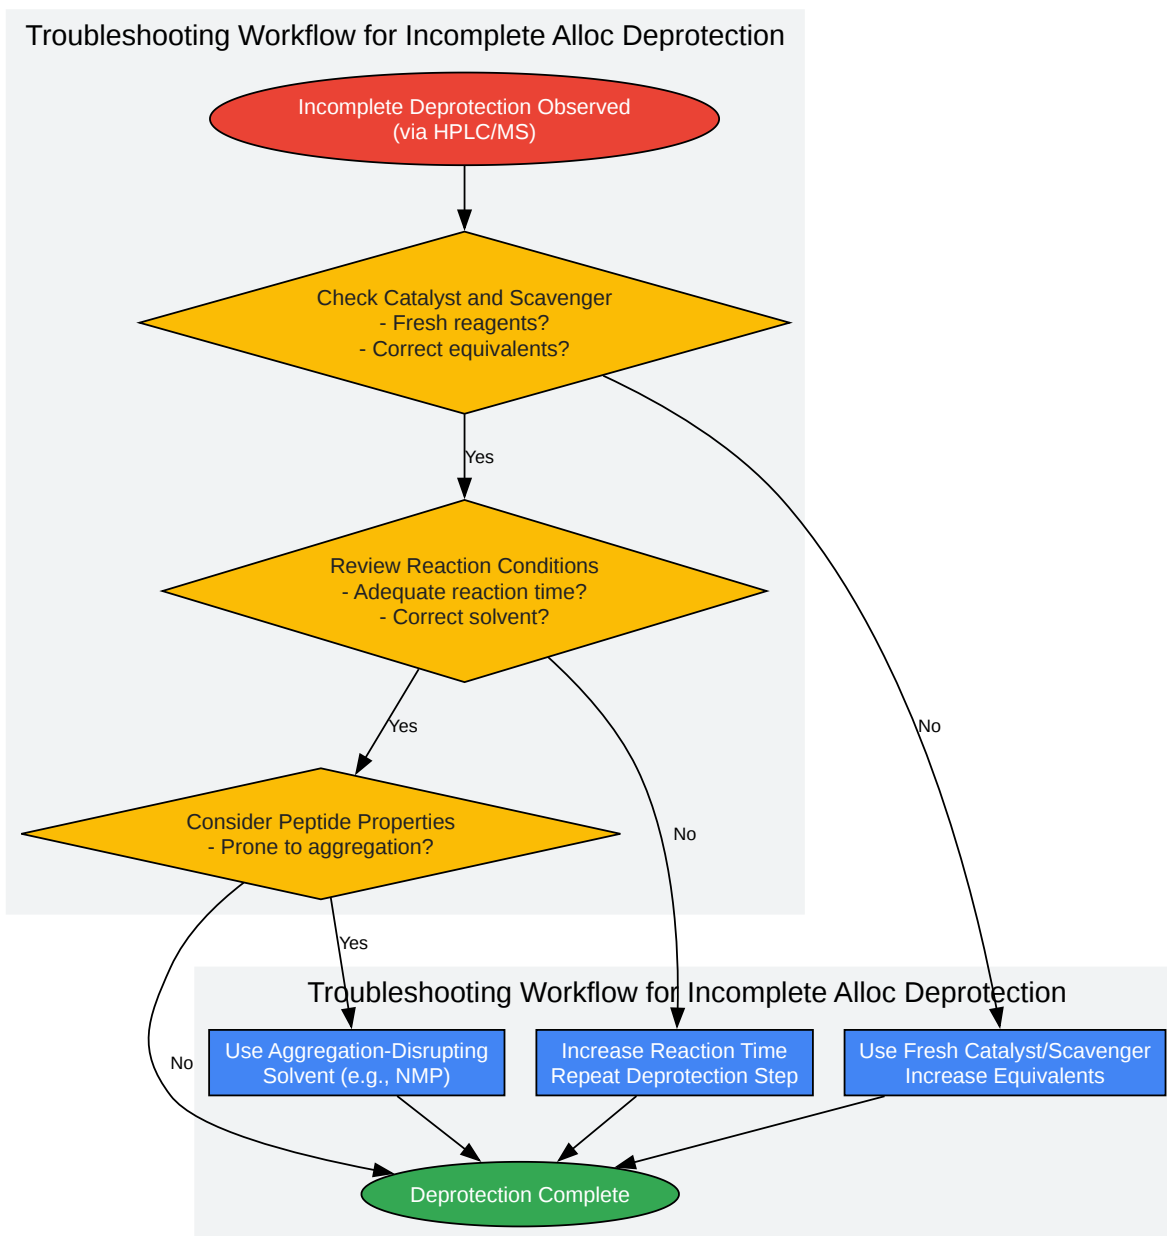 Troubleshooting Workflow for Incomplete Alloc Deprotection
Incomplete Deprotection Observed
(via HPLC/MS)
Check Catalyst and Scavenger
- Fresh reagents?
- Correct equivalents?
Yes
Review Reaction Conditions
- Adequate reaction time?
- Correct solvent?
Yes
No
Consider Peptide Properties
- Prone to aggregation?
No
Yes
Troubleshooting Workflow for Incomplete Alloc Deprotection
Use Aggregation-Disrupting
Solvent (e.g., NMP)
Increase Reaction Time
Repeat Deprotection Step
Use Fresh Catalyst/Scavenger
Increase Equivalents
No
Deprotection Complete